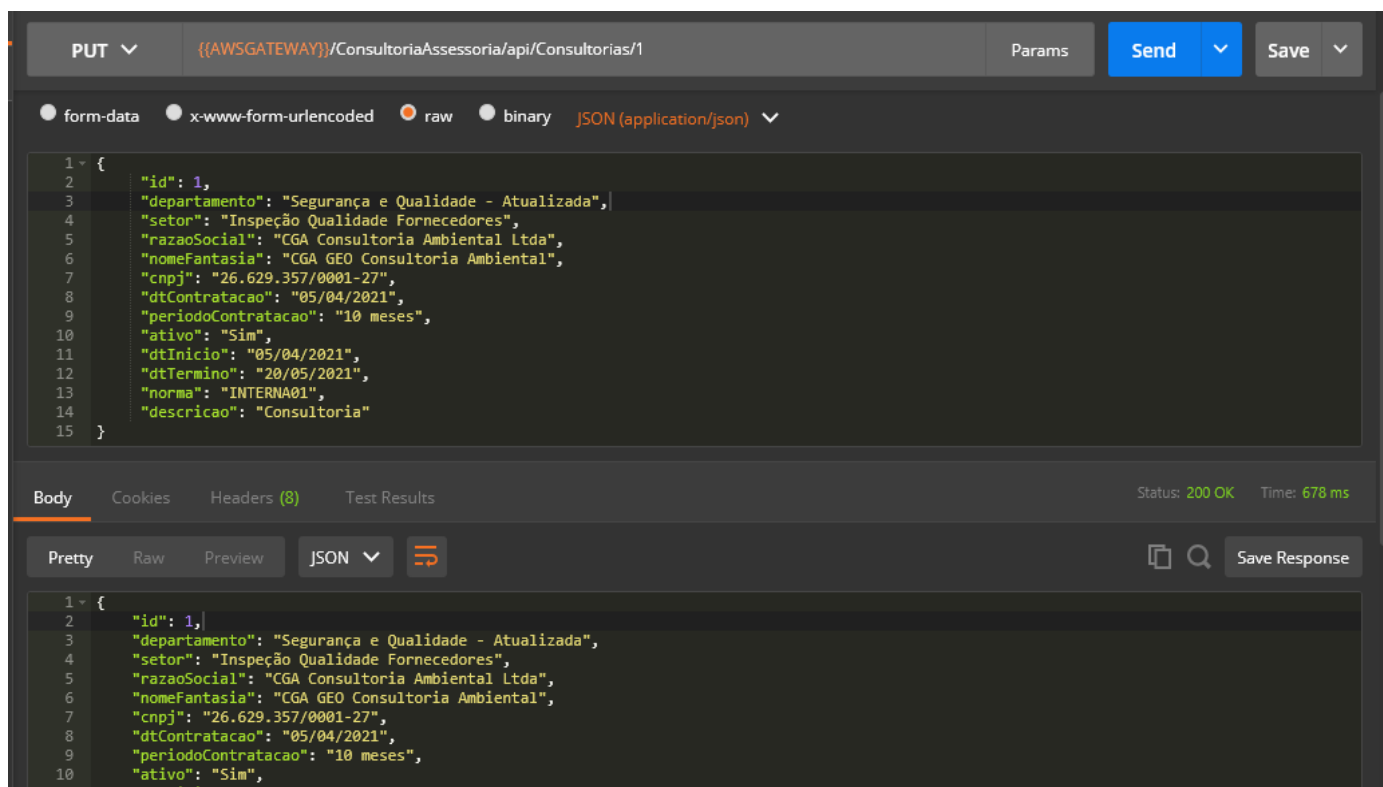 PUT {{AWSGATEWAY}}/ConsultoriaAssessoria/api/Consultorias/1 Params Send Save
form-data x-www-form-urlencoded raw binary JSON (application/json)
1 {
2 "id": 1,
3 "departamento": "Segurança e Qualidade - Atualizada",
4 "setor": "Inspeção Qualidade Fornecedores",
5 "razaoSocial": "CGA Consultoria Ambiental Ltda",
6 "nomeFantasia": "CGA GEO Consultoria Ambiental",
7 "cnpj": "26.629.357/0001-27",
8 "dtContratacao": "05/04/2021",
9 "periodoContratacao": "10 meses",
10 "ativo": "Sim",
11 "dtInicio": "05/04/2021",
12 "dtTermino": "20/05/2021",
13 "norma": "INTERNA01",
14 "descricao": "Consultoria"
15 }
Body Cookies Headers (8) Test Results Status: 200 OK Time: 678 ms
Pretty Raw Preview JSON Save Response
1 {
2 "id": 1,
3 "departamento": "Segurança e Qualidade - Atualizada",
4 "setor": "Inspeção Qualidade Fornecedores",
5 "razaoSocial": "CGA Consultoria Ambiental Ltda",
6 "nomeFantasia": "CGA GEO Consultoria Ambiental",
7 "cnpj": "26.629.357/0001-27",
8 "dtContratacao": "05/04/2021",
9 "periodoContratacao": "10 meses",
10 "ativo": "Sim",